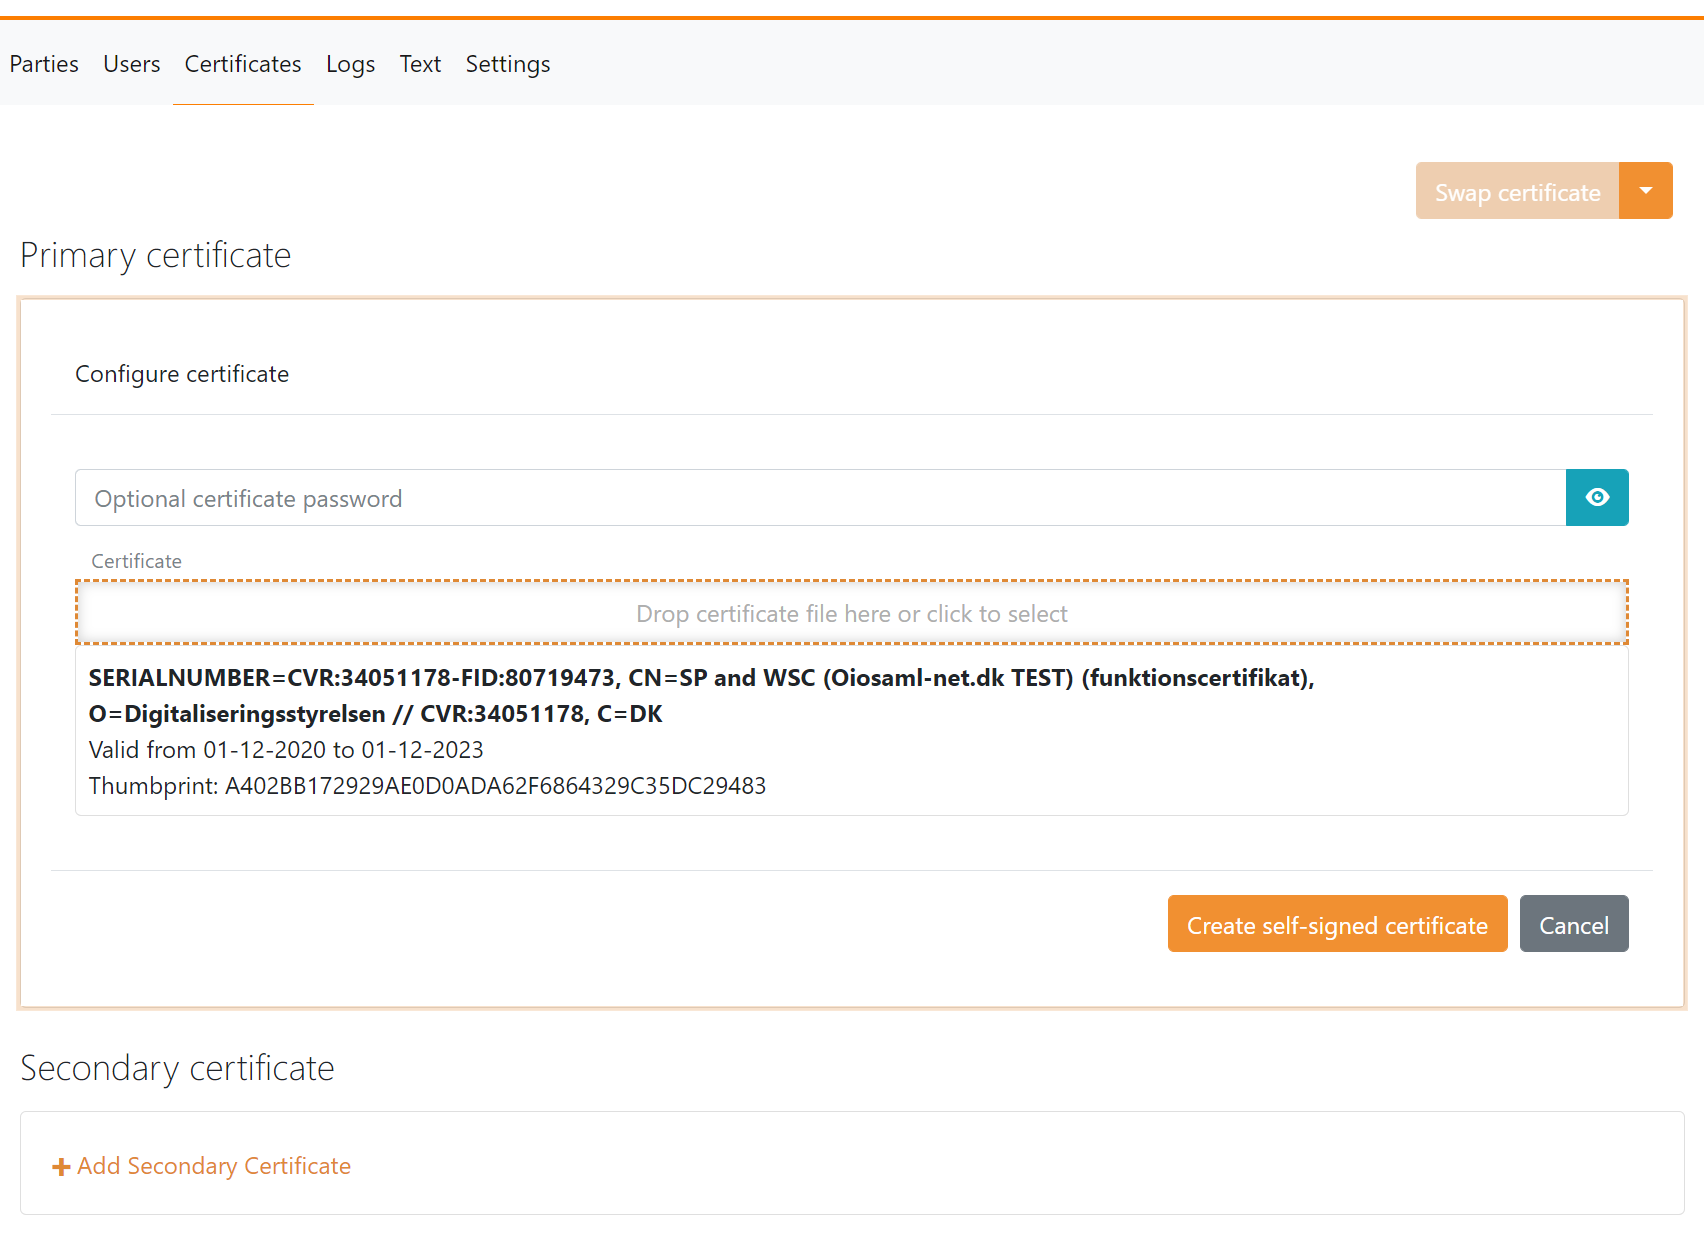 Parties Users Certificates Logs Text Settings
Swap certificate
Primary certificate
Configure certificate
Optional certificate password
Certificate
Drop certificate file here or click to select
SERIALNUMBER=CVR:34051178-FID:80719473, CN=SP and WSC (Oiosaml-net.dk TEST) (funktionscertifikat),
O=Digitaliseringsstyrelsen // CVR:34051178, C=DK
Valid from 01-12-2020 to 01-12-2023
Thumbprint: A402BB172929AE0D0ADA62F6864329C35DC29483
Create self-signed certificate Cancel
Secondary certificate
Add Secondary Certificate